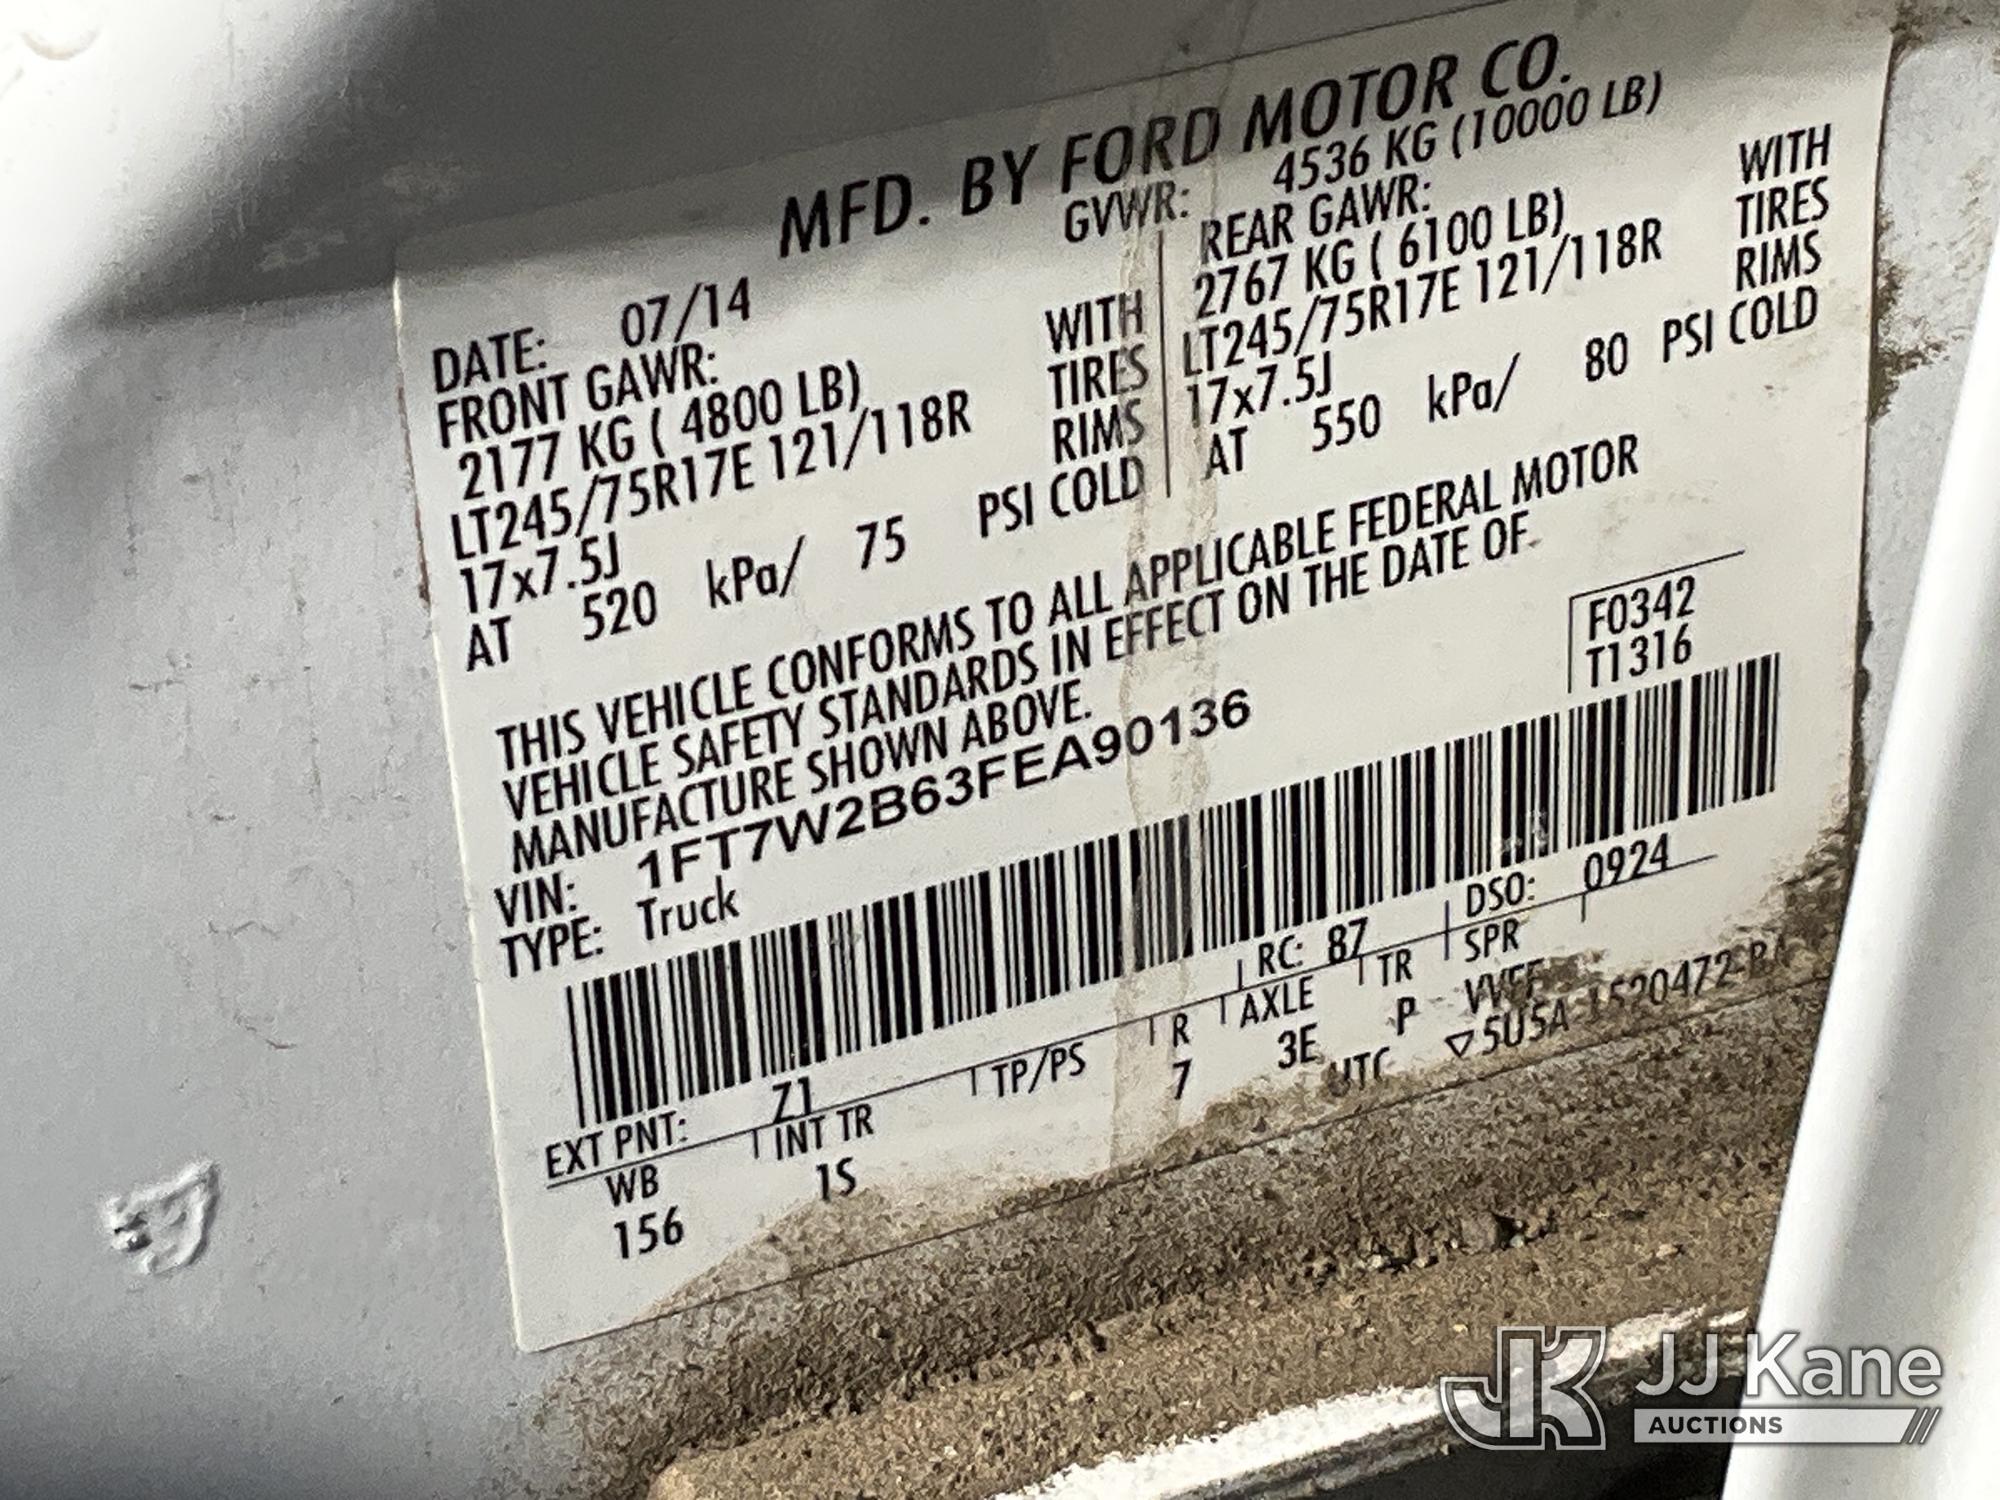 MFD. BY FORD MOTOR CO.
DATE: 07/14 GVWR: 4536 KG (10000 LB)
FRONT GAWR: REAR GAWR:
2177 KG ( 4800 LB) WITH 2767 KG ( 6100 LB) WITH
LT245/75R17E 121/118R TIRES LT245/75R17E 121/118R TIRES
17x7.5J RIMS 17x7.5J RIMS
AT 520 kPa/ 75 PSI COLD AT 550 kPa/ 80 PSI COLD
THIS VEHICLE CONFORMS TO ALL APPLICABLE FEDERAL MOTOR
VEHICLE SAFETY STANDARDS IN EFFECT ON THE DATE OF
MANUFACTURE SHOWN ABOVE.
F0342
T1316
VIN: 1FT7W2B63FEA90136
TYPE: Truck
EXT PNT: Z1 RC: 87 DSO: 0924
WB INT TR TP/PS R AXLE TR SPR
156 1S 7 3E P VVFF
UTC
JK JJ Kane
AUCTIONS